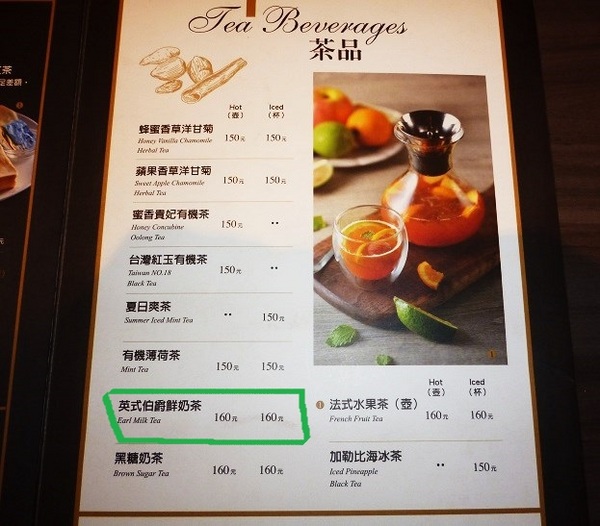 Tea Beverages
茶品
Hot Iced
（壺） （杯）
蜂蜜香草洋甘菊 150元 150元
Honey Vanilla Chamomile
Herbal Tea
蘋果香草洋甘菊 150元 150元
Sweet Apple Chamomile
Herbal Tea
蜜香貴妃有機茶 150元 --
Honey Concubine
Oolong Tea
台灣紅玉有機茶 150元 --
Taiwan NO.18
Black Tea
夏日爽茶 -- 150元
Summer Iced Mint Tea
有機薄荷茶 150元 150元
Mint Tea
英式伯爵鮮奶茶 160元 160元
Earl Milk Tea
黑糖奶茶 160元 160元
Brown Sugar Tea
1
Hot Iced
（壺） （杯）
1 法式水果茶（壺） 160元 160元
French Fruit Tea
加勒比海冰茶 -- 150元
Iced Pineapple
Black Tea
茶
元